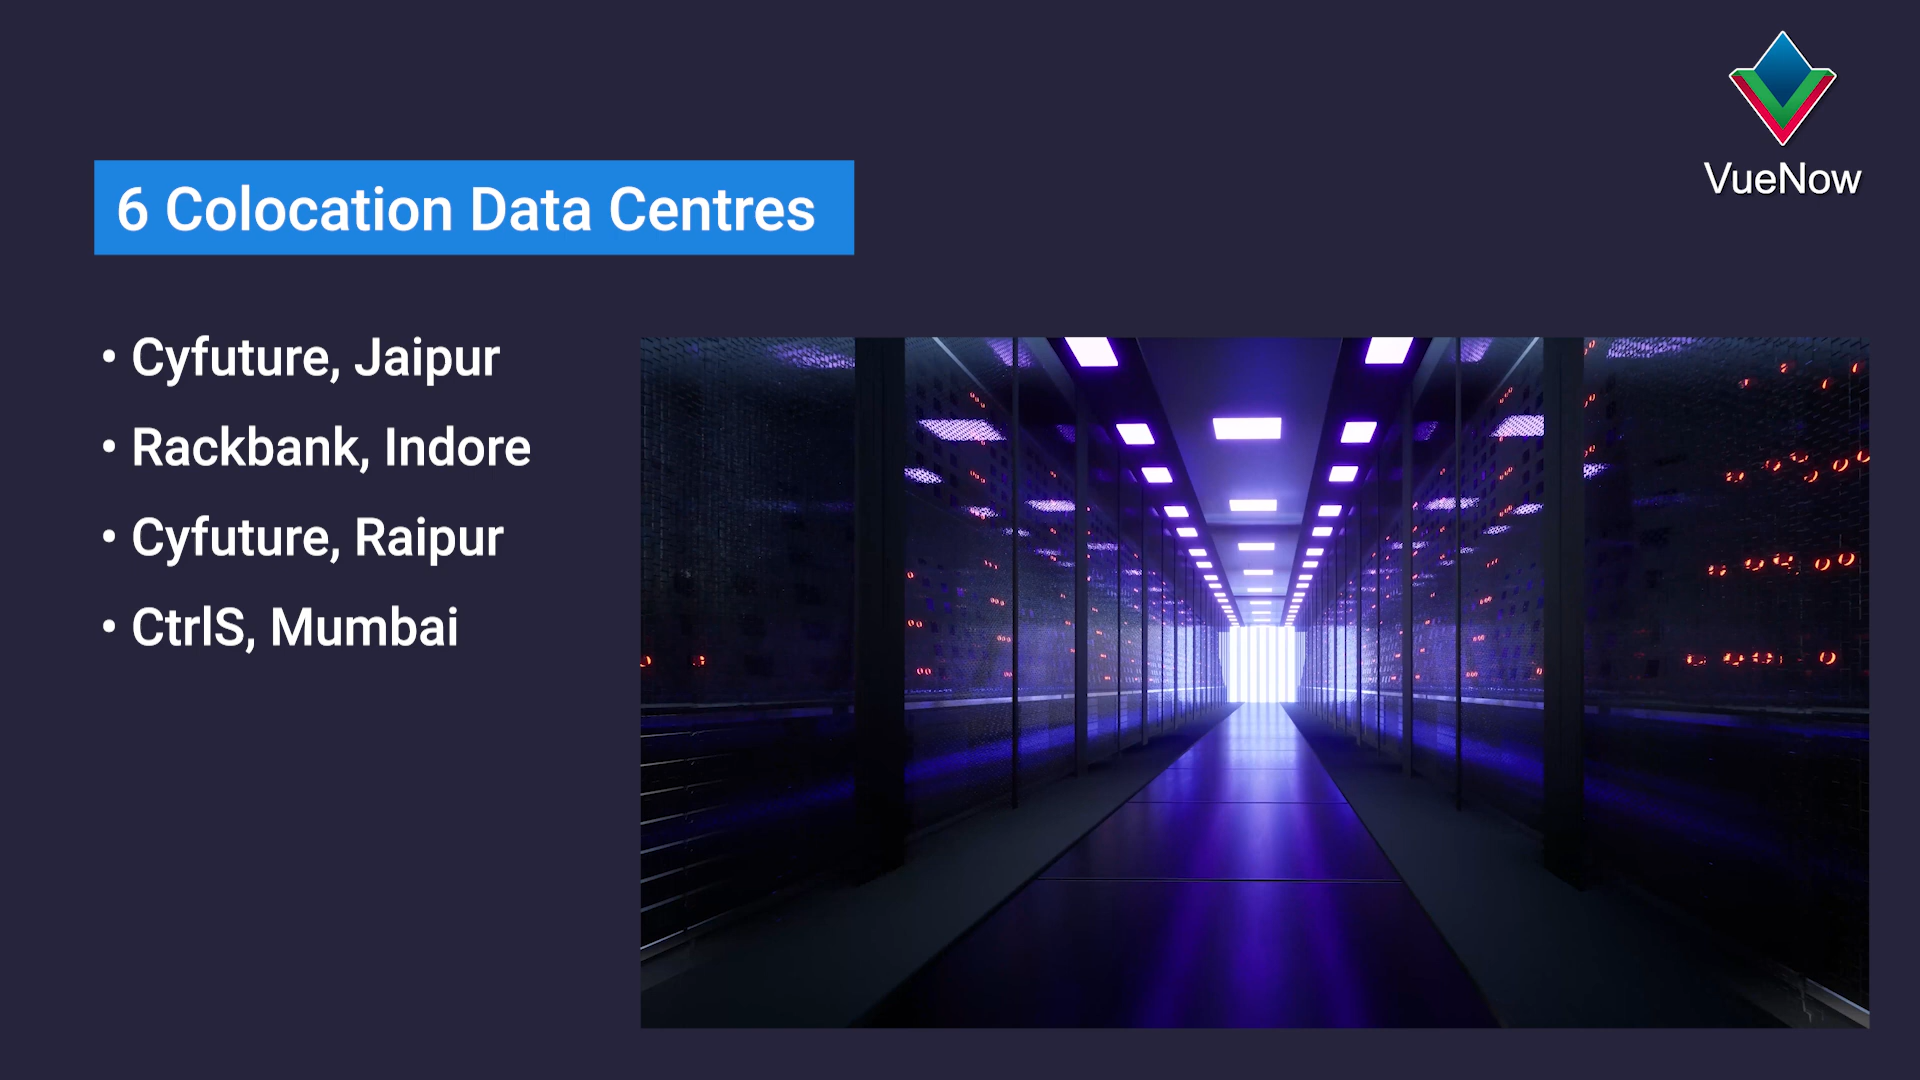 VueNow
6 Colocation Data Centres
• Cyfuture, Jaipur
• Rackbank, Indore
• Cyfuture, Raipur
• CtrlS, Mumbai